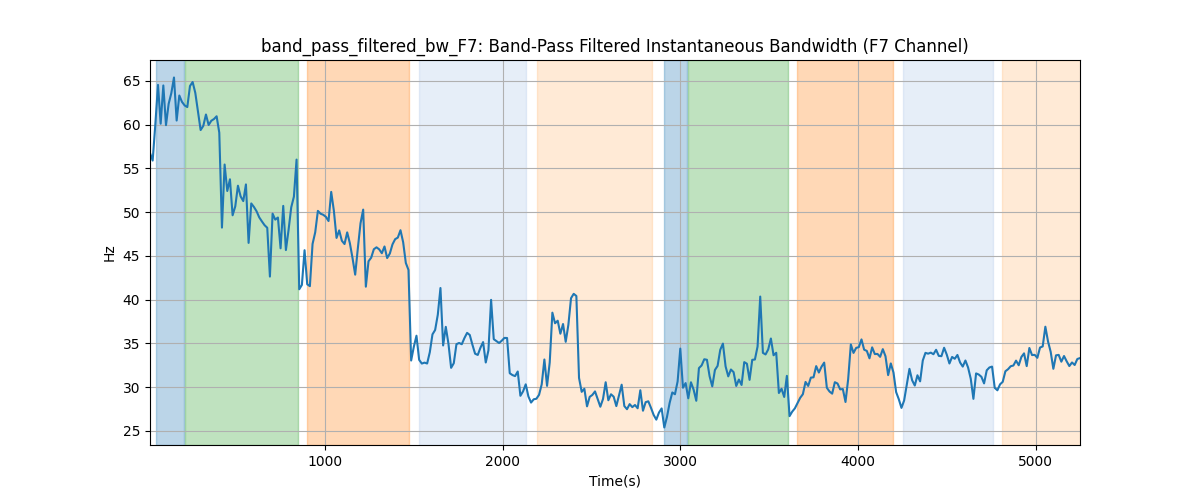 band_pass_filtered_bw_F7: Band-Pass Filtered Instantaneous Bandwidth (F7 Channel)
65
60
55
50
45
40
35
30
25
Hz
1000 2000 3000 4000 5000
Time(s)